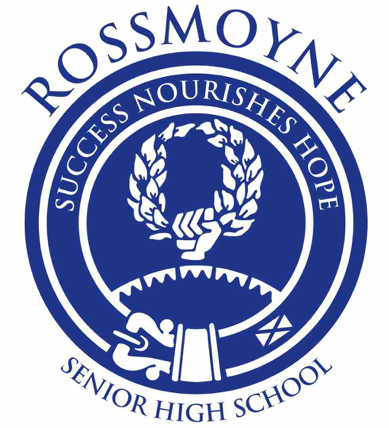 ROSSMOYNE
SUCCESS NOURISHES HOPE
SENIOR HIGH SCHOOL